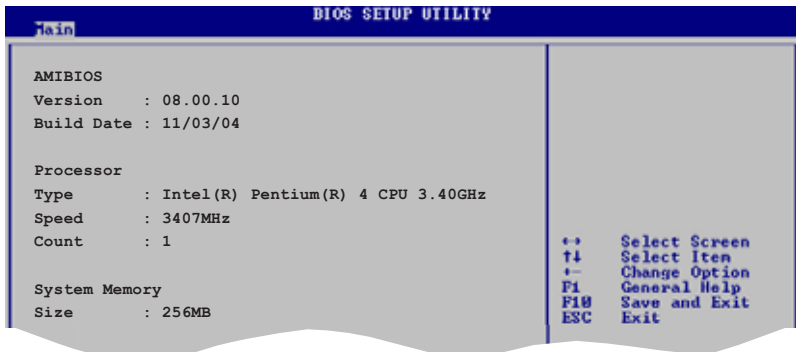 BIOS SETUP UTILITY
Main
AMIBIOS
Version : 08.00.10
Build Date : 11/03/04
Processor
Type : Intel(R) Pentium(R) 4 CPU 3.40GHz
Speed : 3407MHz
Count : 1
System Memory
Size : 256MB
↔ Select Screen
↑↓ Select Item
+- Change Option
F1 General Help
F10 Save and Exit
ESC Exit